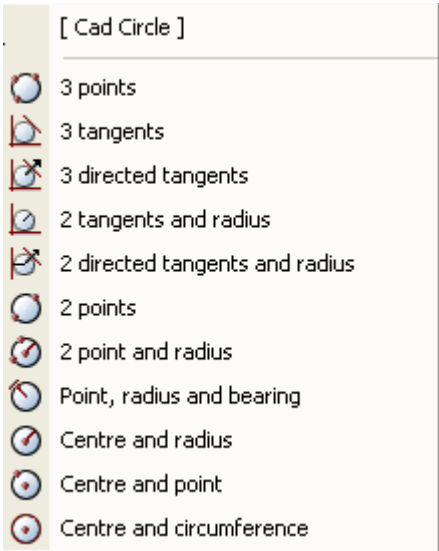 [ Cad Circle ]
3 points
3 tangents
3 directed tangents
2 tangents and radius
2 directed tangents and radius
2 points
2 point and radius
Point, radius and bearing
Centre and radius
Centre and point
Centre and circumference